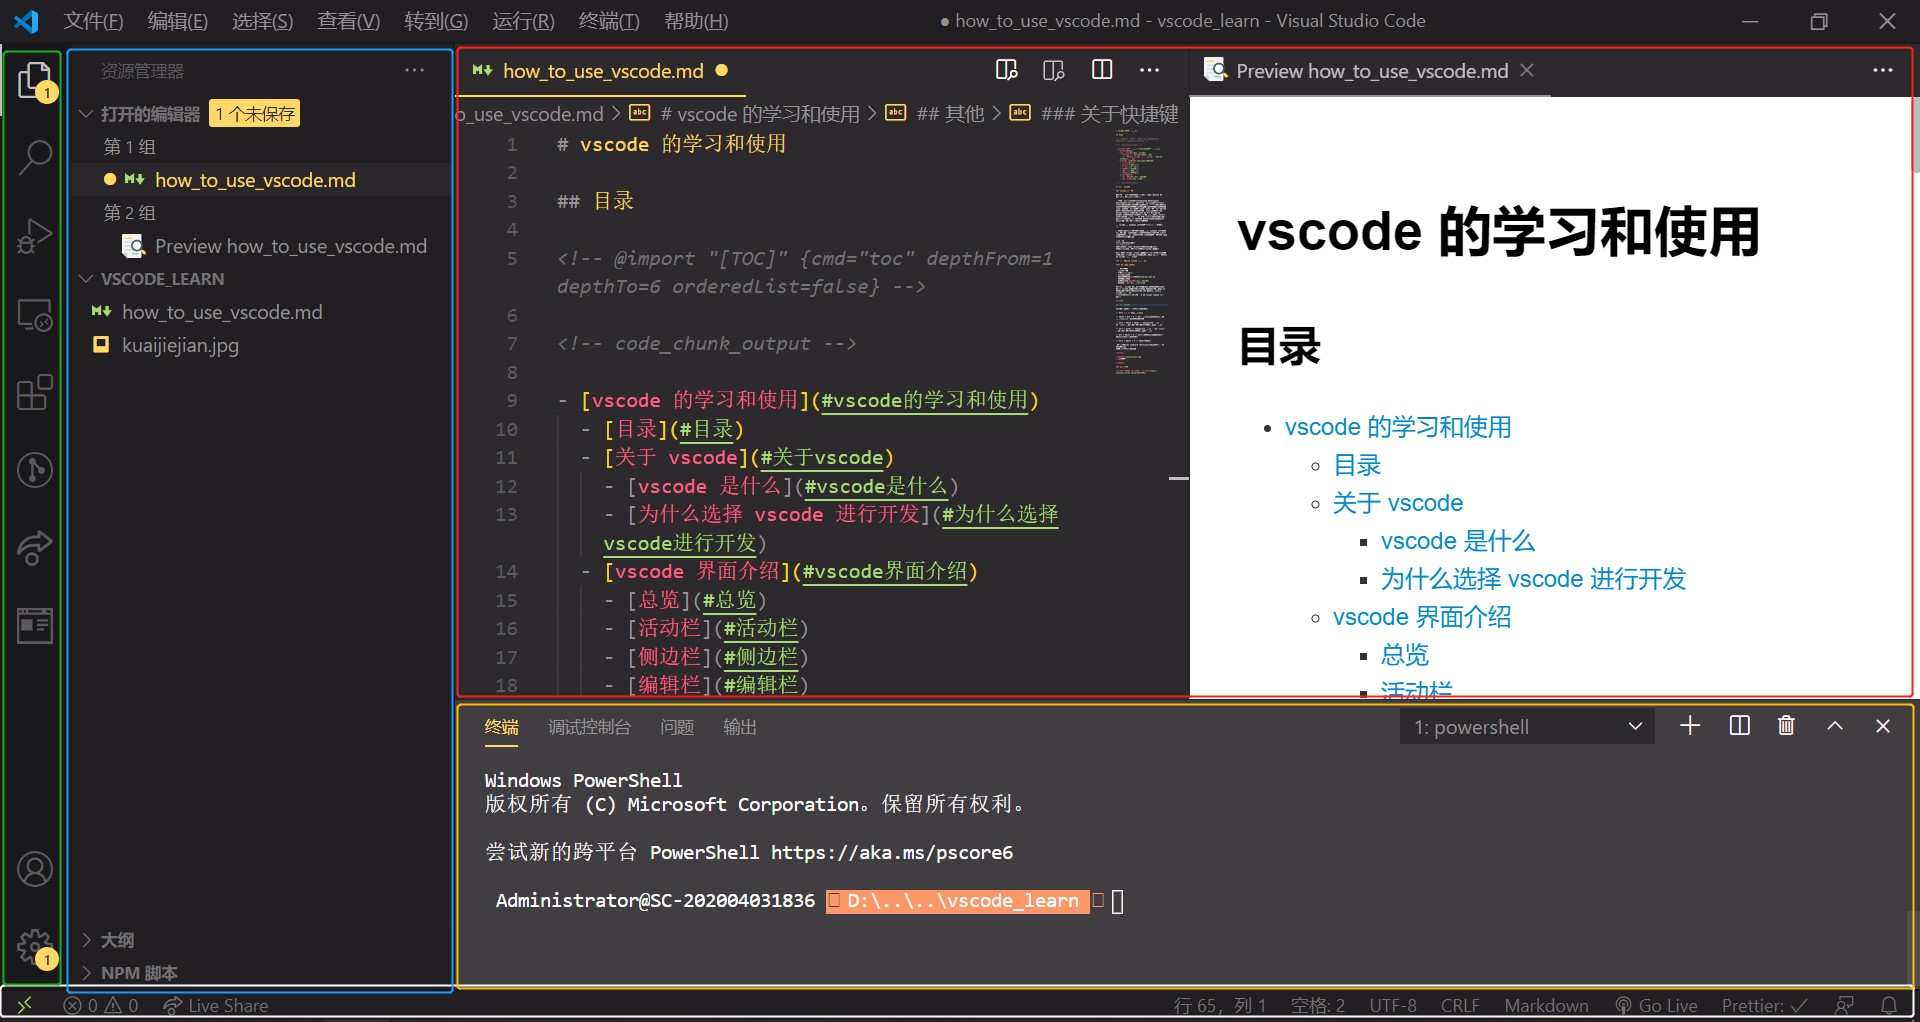 文件(F) 编辑(E) 选择(S) 查看(V) 转到(G) 运行(R) 终端(T) 帮助(H) ● how_to_use_vscode.md - vscode_learn - Visual Studio Code
1
1
资源管理器 ···
打开的编辑器 1 个未保存
第 1 组
how_to_use_vscode.md
第 2 组
Preview how_to_use_vscode.md
VSCODE_LEARN
how_to_use_vscode.md
kuaijiejian.jpg
大纲
NPM 脚本
how_to_use_vscode.md
o_use_vscode.md > # vscode 的学习和使用 > ## 其他 > ### 关于快捷键
1 # vscode 的学习和使用
2
3 ## 目录
4
5 <!-- @import "[TOC]" {cmd="toc" depthFrom=1
depthTo=6 orderedList=false} -->
6
7 <!-- code_chunk_output -->
8
9 - [vscode 的学习和使用](#vscode的学习和使用)
10 - [目录](#目录)
11 - [关于 vscode](#关于vscode)
12 - [vscode 是什么](#vscode是什么)
13 - [为什么选择 vscode 进行开发](#为什么选择
vscode进行开发)
14 - [vscode 界面介绍](#vscode界面介绍)
15 - [总览](#总览)
16 - [活动栏](#活动栏)
17 - [侧边栏](#侧边栏)
18 - [编辑栏](#编辑栏)
Preview how_to_use_vscode.md
vscode 的学习和使用
目录
• vscode 的学习和使用
目录
关于 vscode
vscode 是什么
为什么选择 vscode 进行开发
vscode 界面介绍
总览
活动栏
终端 调试控制台 问题 输出 1: powershell
Windows PowerShell
版权所有 (C) Microsoft Corporation。保留所有权利。
尝试新的跨平台 PowerShell https://aka.ms/pscore6
Administrator@SC-202004031836 D:\..\..\vscode_learn
0 0 Live Share 行 65，列 1 空格: 2 UTF-8 CRLF Markdown Go Live Prettier: ✓